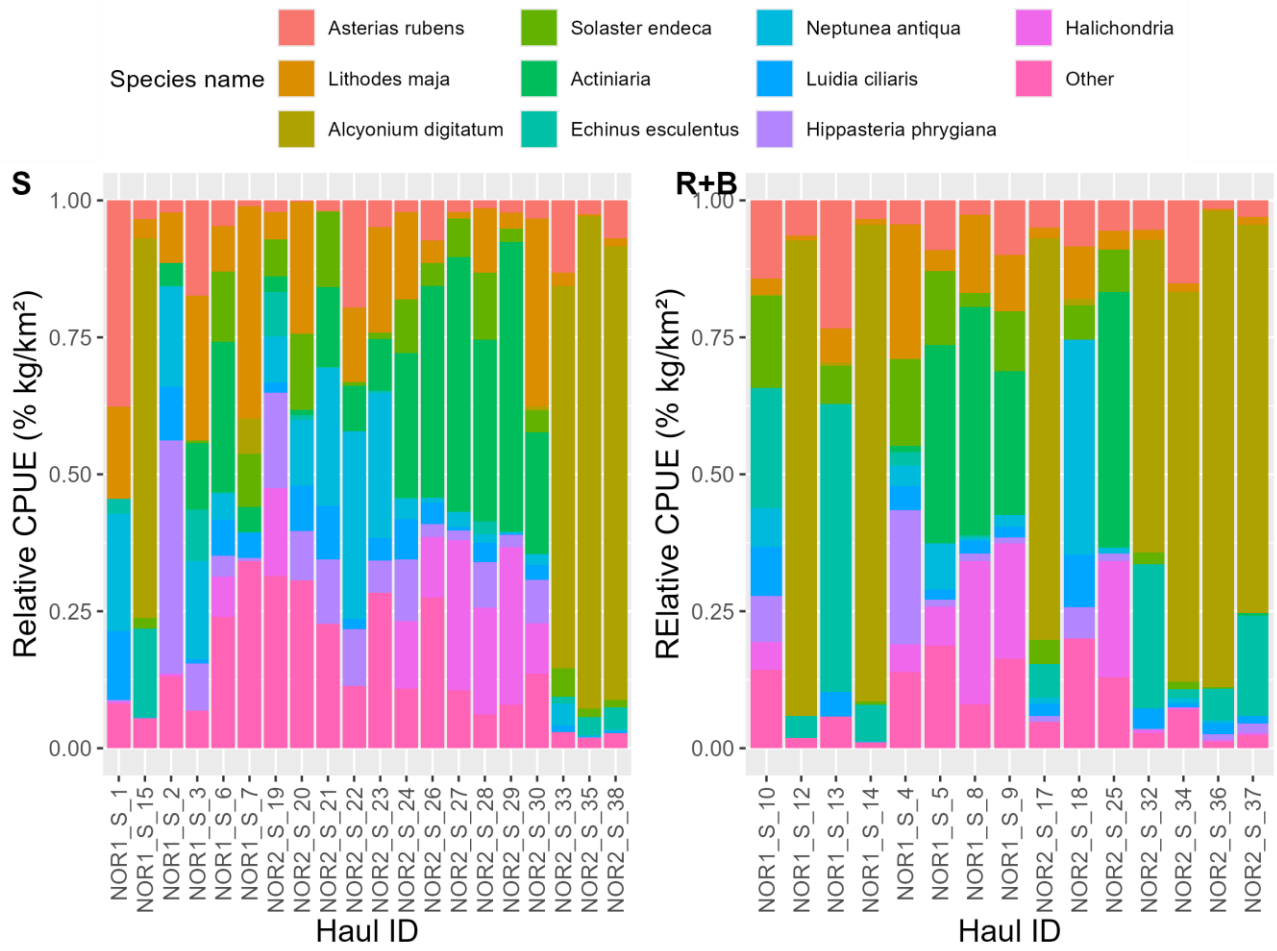 Species name
Asterias rubens
Lithodes maja
Alcyonium digitatum
Solaster endeca
Actiniaria
Echinus esculentus
Neptunea antiqua
Luidia ciliaris
Hippasteria phrygiana
Halichondria
Other
S
Relative CPUE (% kg/km²)
1.00
0.75
0.50
0.25
0.00
NOR1_S_1
NOR1_S_15
NOR1_S_2
NOR1_S_3
NOR1_S_6
NOR1_S_7
NOR2_S_19
NOR2_S_20
NOR2_S_21
NOR2_S_22
NOR2_S_23
NOR2_S_24
NOR2_S_26
NOR2_S_27
NOR2_S_28
NOR2_S_29
NOR2_S_30
NOR2_S_33
NOR2_S_35
NOR2_S_38
Haul ID
R+B
RElative CPUE (% kg/km²)
1.00
0.75
0.50
0.25
0.00
NOR1_S_10
NOR1_S_12
NOR1_S_13
NOR1_S_14
NOR1_S_4
NOR1_S_5
NOR1_S_8
NOR1_S_9
NOR2_S_17
NOR2_S_18
NOR2_S_25
NOR2_S_32
NOR2_S_34
NOR2_S_36
NOR2_S_37
Haul ID